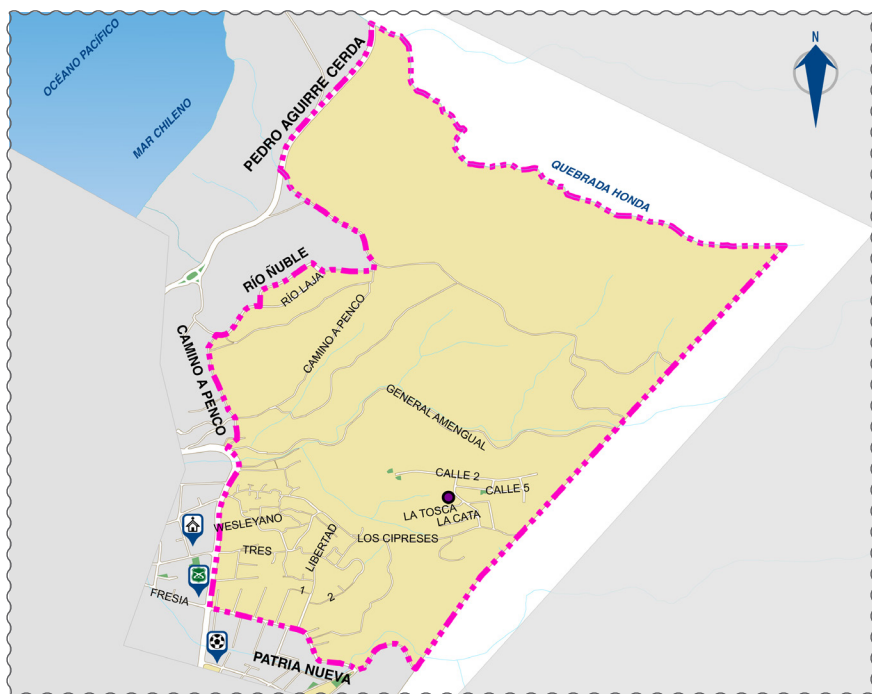 OCÉANO PACÍFICO
MAR CHILENO
PEDRO AGUIRRE CERDA
N
QUEBRADA HONDA
RÍO ÑUBLE
RÍO LAJA
CAMINO A PENCO
CAMINO A PENCO
GENERAL AMENGUAL
CALLE 2
CALLE 5
LA TOSCA
LA CATA
WESLEYANO
LIBERTAD
LOS CIPRESES
TRES
1
2
FRESIA
PATRIA NUEVA